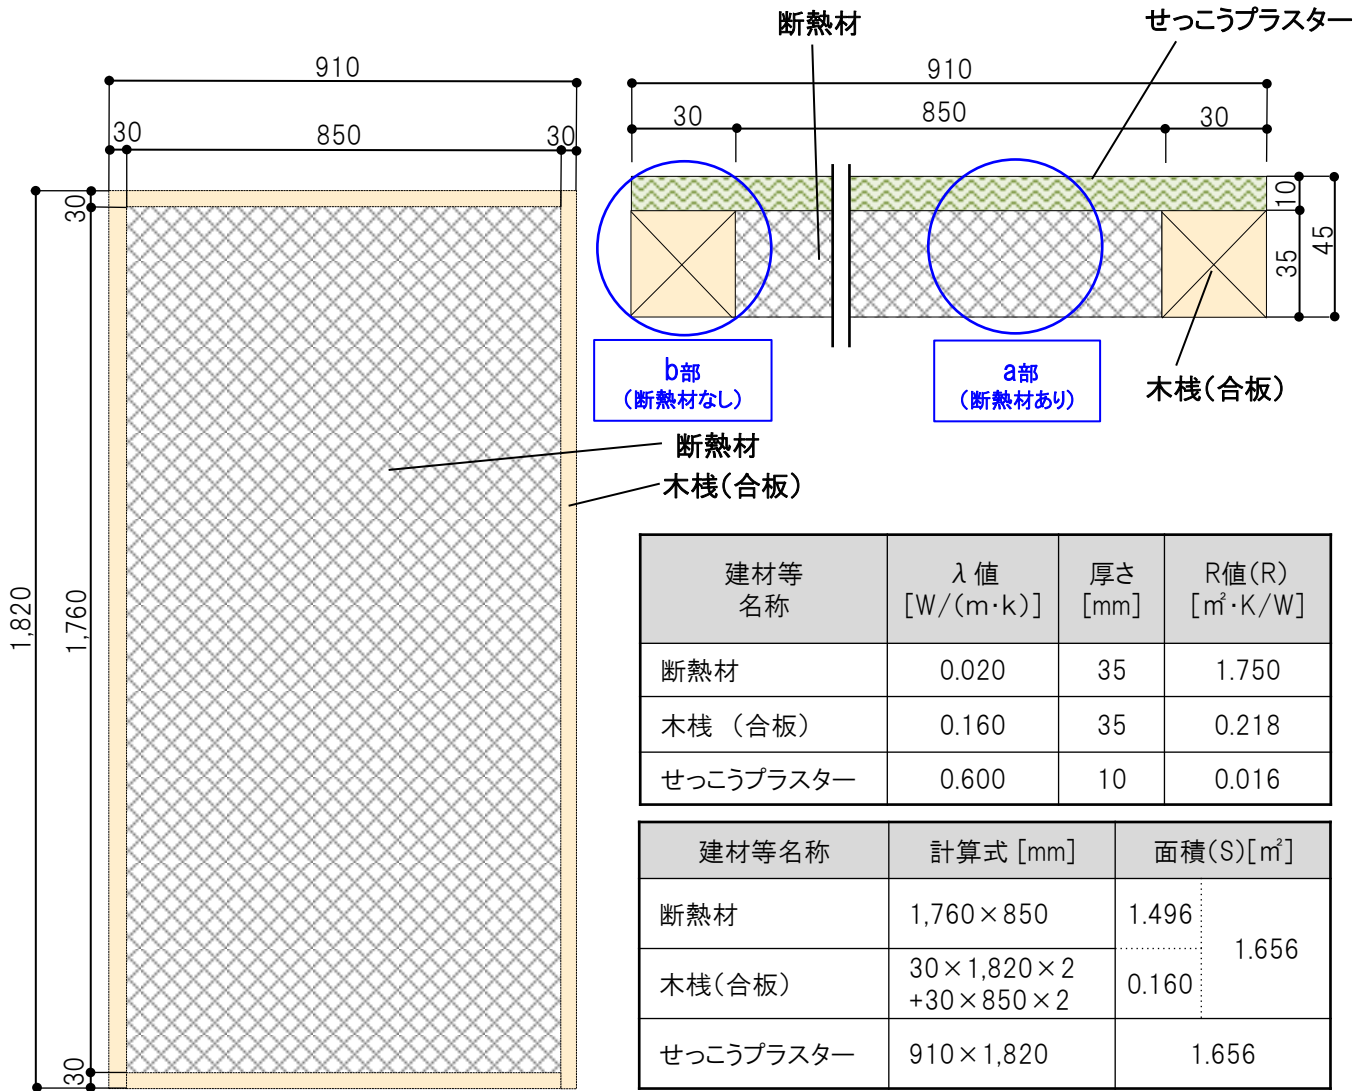 断熱材
せっこうプラスター
910
30
850
30
910
30
850
30
10
35
45
30
1,820
1,760
30
b部
(断熱材なし)
a部
(断熱材あり)
木桟(合板)
断熱材
木桟(合板)
建材等
名称
λ値
[W/(m·k)]
厚さ
[mm]
R値(R)
[㎡·K/W]
断熱材 0.020 35 1.750
木桟 (合板) 0.160 35 0.218
せっこうプラスター 0.600 10 0.016
建材等名称 計算式 [mm] 面積(S)[㎡]
断熱材 1,760×850 1.496
1.656
木桟(合板)
30×1,820×2
+30×850×2
0.160
せっこうプラスター 910×1,820 1.656